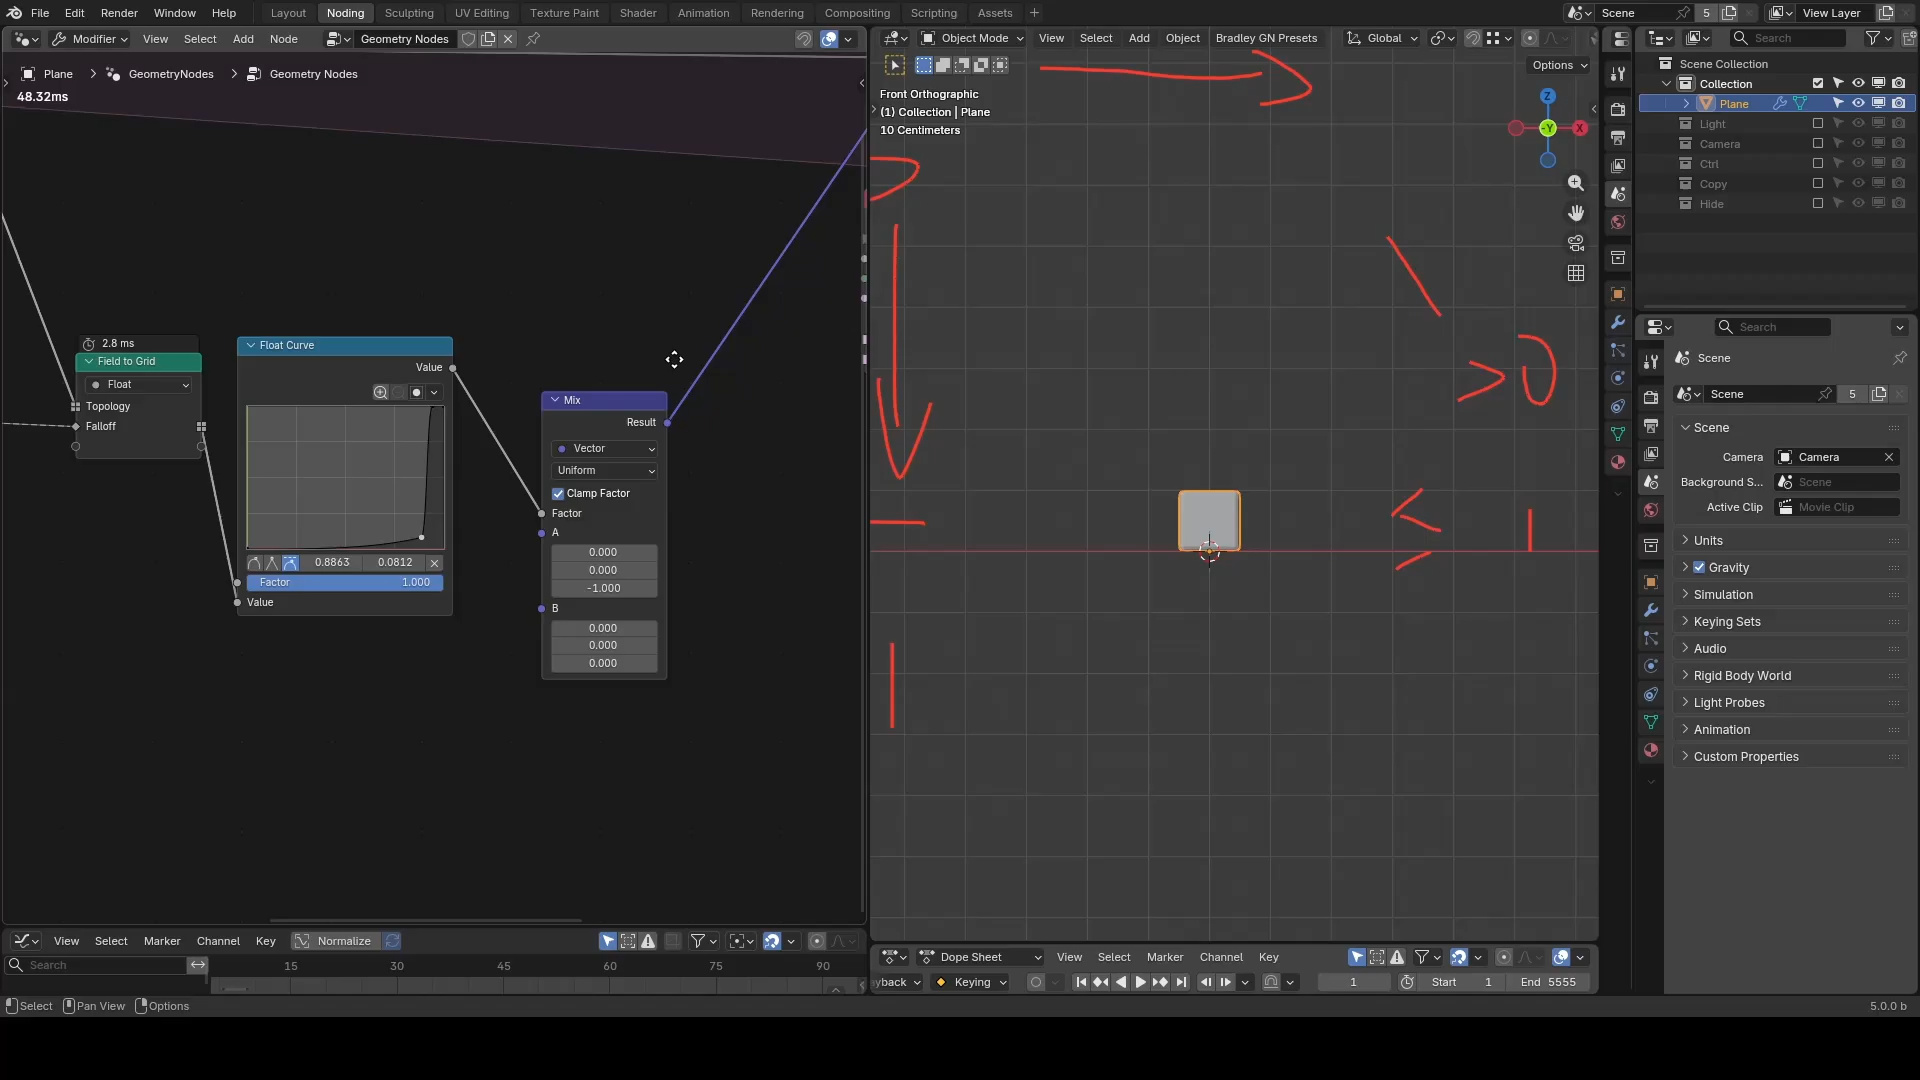 File Edit Render Window Help Layout Noding Sculpting UV Editing Texture Paint Shader Animation Rendering Compositing Scripting Assets + Scene 5 View Layer
Modifier View Select Add Node Geometry Nodes
Plane > GeometryNodes > Geometry Nodes
48.32ms
2.8 ms
Field to Grid
Float
Topology
Falloff
Float Curve
Value
0.8863 0.0812
Factor 1.000
Value
Mix
Result
Vector
Uniform
Clamp Factor
Factor
A
0.000
0.000
-1.000
B
0.000
0.000
0.000
Object Mode View Select Add Object Bradley GN Presets Global
Options
Front Orthographic
(1) Collection | Plane
10 Centimeters
Z
-Y
X
Search
Scene Collection
Collection
Plane
Light
Camera
Ctrl
Copy
Hide
Search
Scene
Scene 5
Scene
Camera Camera
Background S... Scene
Active Clip Movie Clip
Units
Gravity
Simulation
Keying Sets
Audio
Rigid Body World
Light Probes
Animation
Custom Properties
View Select Marker Channel Key Normalize
Search 15 30 45 60 75 90
Dope Sheet View Select Marker Channel Key
yback Keying 1 Start 1 End 5555
Select Pan View Options 5.0.0 b